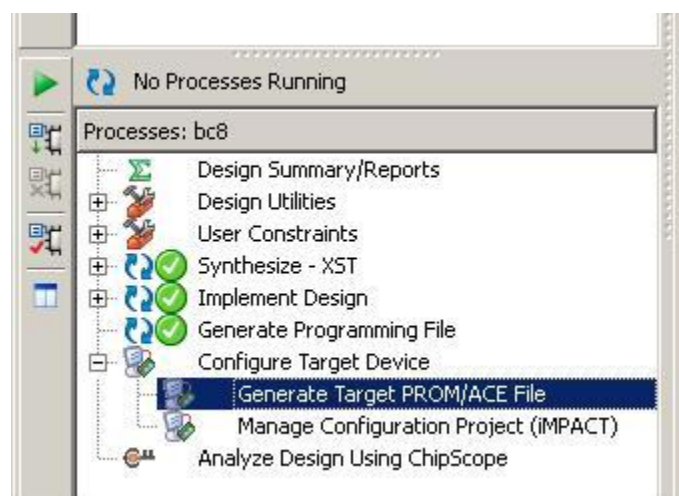 No Processes Running
Processes: bc8
Design Summary/Reports
Design Utilities
User Constraints
Synthesize - XST
Implement Design
Generate Programming File
Configure Target Device
Generate Target PROM/ACE File
Manage Configuration Project (iMPACT)
Analyze Design Using ChipScope